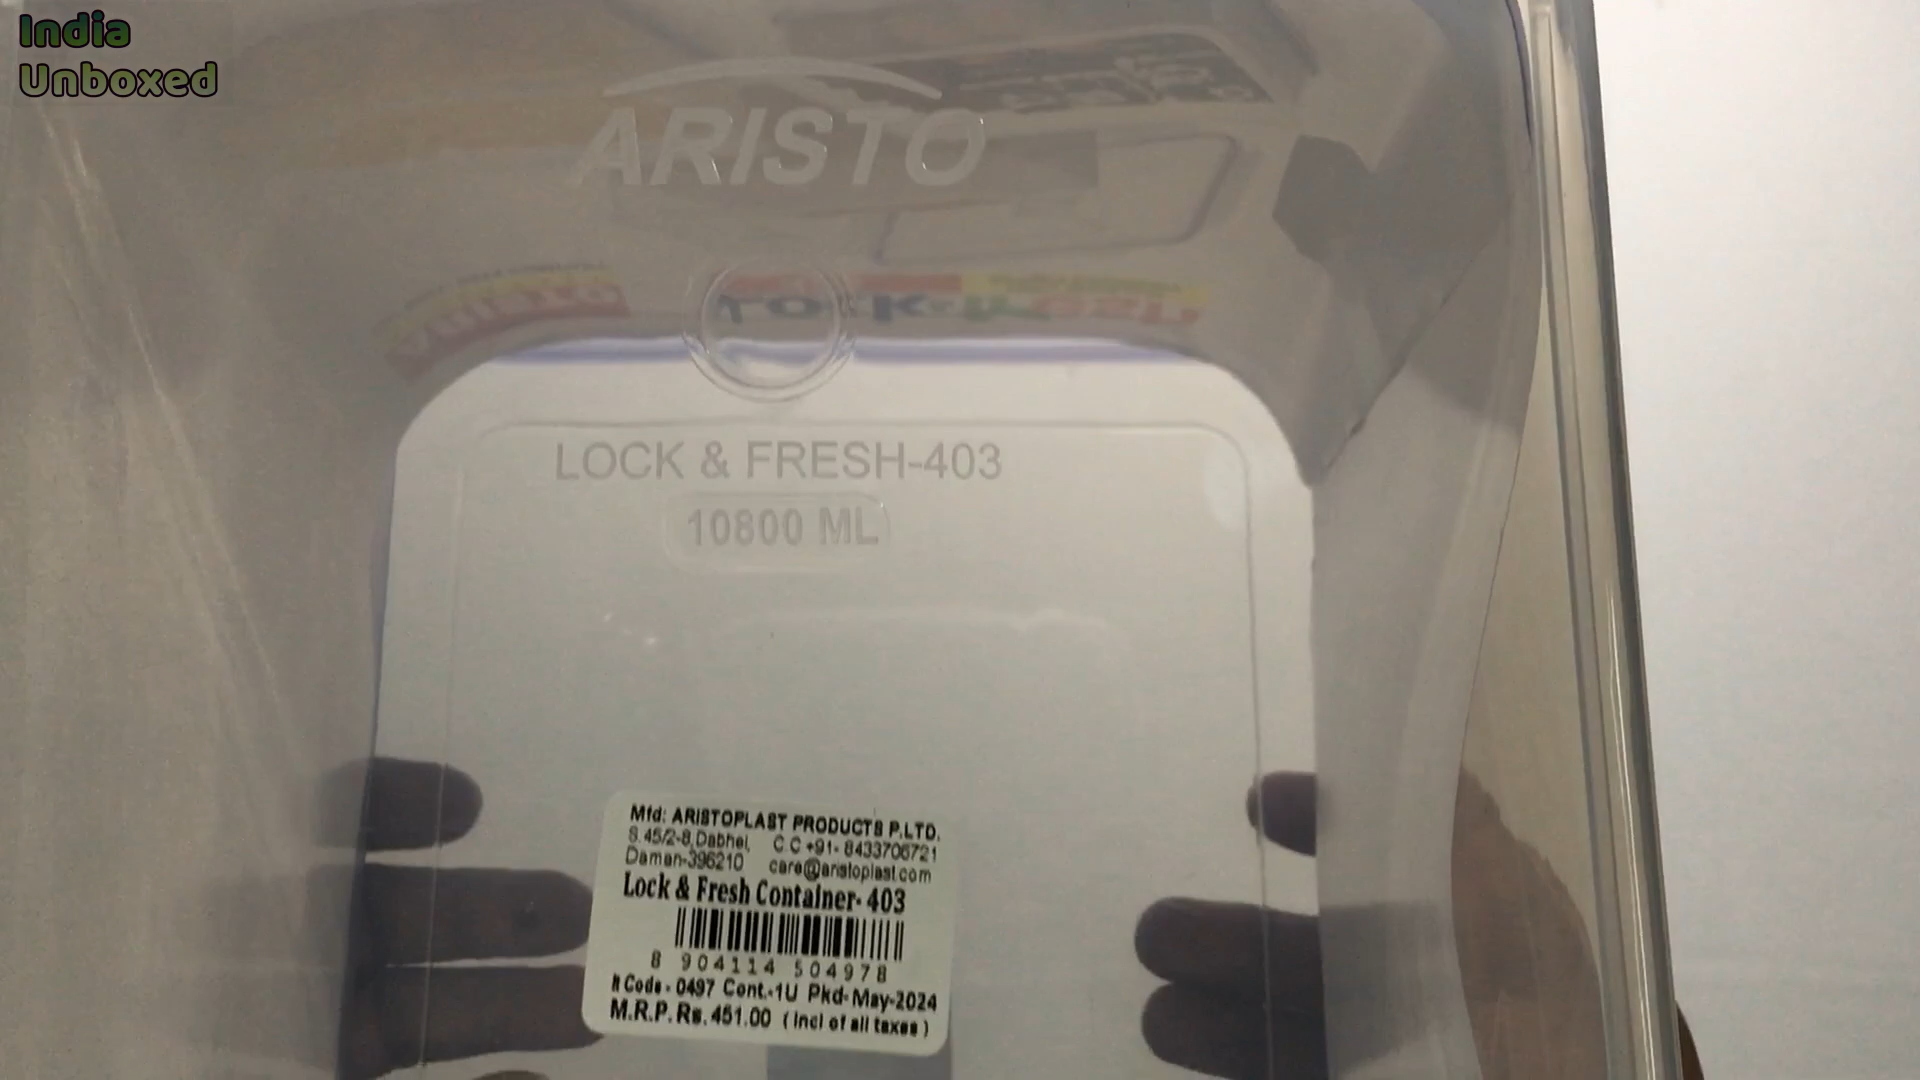 India
Unboxed
ARISTO
Lock & fresh
LOCK & FRESH-403
10800 ML
Mfd: ARISTOPLAST PRODUCTS P.LTD.
S.45/2-8,Dabhel, C.C +91- 8433706721
Daman-396210 care@aristoplast.com
Lock & Fresh Container- 403
8 904114 504978
It Code - 0497 Cont.-1U Pkd-May-2024
M.R.P. Rs. 451.00 (Incl of all taxes)